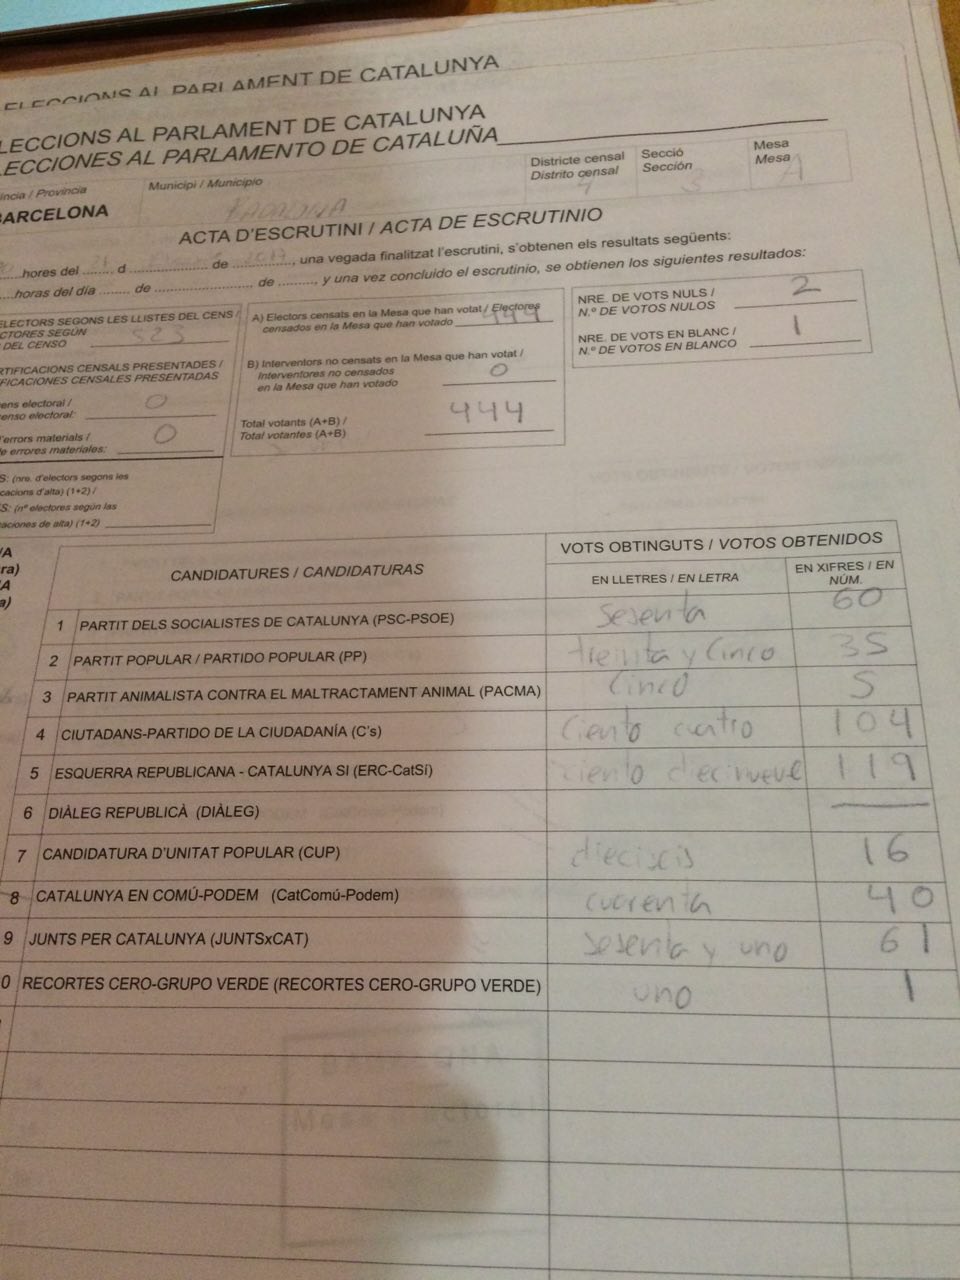 ELECCIONS AL PARLAMENT DE CATALUNYA
LECCIONS AL PARLAMENT DE CATALUNYA
LECCIONES AL PARLAMENTO DE CATALUÑA
íncia / Provincia
BARCELONA
Municipi / Municipio
Districte censal
Distrito censal
Secció
Sección
3
Mesa
Mesa
A
ACTA D'ESCRUTINI / ACTA DE ESCRUTINIO
hores del ........ d .................... de ..............., una vegada finalitzat l'escrutini, s'obtenen els resultats següents:
....horas del día ........ de .......................... de ........., y una vez concluido el escrutinio, se obtienen los siguientes resultados:
ELECTORS SEGONS LES LLISTES DEL CENS /
CTORES SEGÚN
DEL CENSO 523
RTIFICACIONS CENSALS PRESENTADES /
FICACIONES CENSALES PRESENTADAS
ens electoral /
enso electoral: 0
'errors materials /
e errores materiales: 0
S: (nre. d'electors segons les
cacions d'alta) (1+2) /
S: (nº electores según las
aciones de alta) (1+2)
A) Electors censats en la Mesa que han votat / Electores
censados en la Mesa que han votado 444
B) Interventors no censats en la Mesa que han votat /
Interventores no censados
en la Mesa que han votado 0
Total votants (A+B) /
Total votantes (A+B) 444
NRE. DE VOTS NULS /
N.º DE VOTOS NULOS 2
NRE. DE VOTS EN BLANC /
N.º DE VOTOS EN BLANCO 1
/A
ra)
A
a)
CANDIDATURES / CANDIDATURAS
VOTS OBTINGUTS / VOTOS OBTENIDOS
EN LLETRES / EN LETRA
EN XIFRES / EN NÚM.
1 PARTIT DELS SOCIALISTES DE CATALUNYA (PSC-PSOE) sesenta 60
2 PARTIT POPULAR / PARTIDO POPULAR (PP) treinta y cinco 35
3 PARTIT ANIMALISTA CONTRA EL MALTRACTAMENT ANIMAL (PACMA) cinco 5
4 CIUTADANS-PARTIDO DE LA CIUDADANÍA (C's) ciento cuatro 104
5 ESQUERRA REPUBLICANA - CATALUNYA SI (ERC-CatSí) ciento diecinueve 119
6 DIÀLEG REPUBLICÀ (DIÀLEG) —
7 CANDIDATURA D'UNITAT POPULAR (CUP) dieciseis 16
8 CATALUNYA EN COMÚ-PODEM (CatComú-Podem) cuarenta 40
9 JUNTS PER CATALUNYA (JUNTSxCAT) sesenta y uno 61
0 RECORTES CERO-GRUPO VERDE (RECORTES CERO-GRUPO VERDE) uno 1